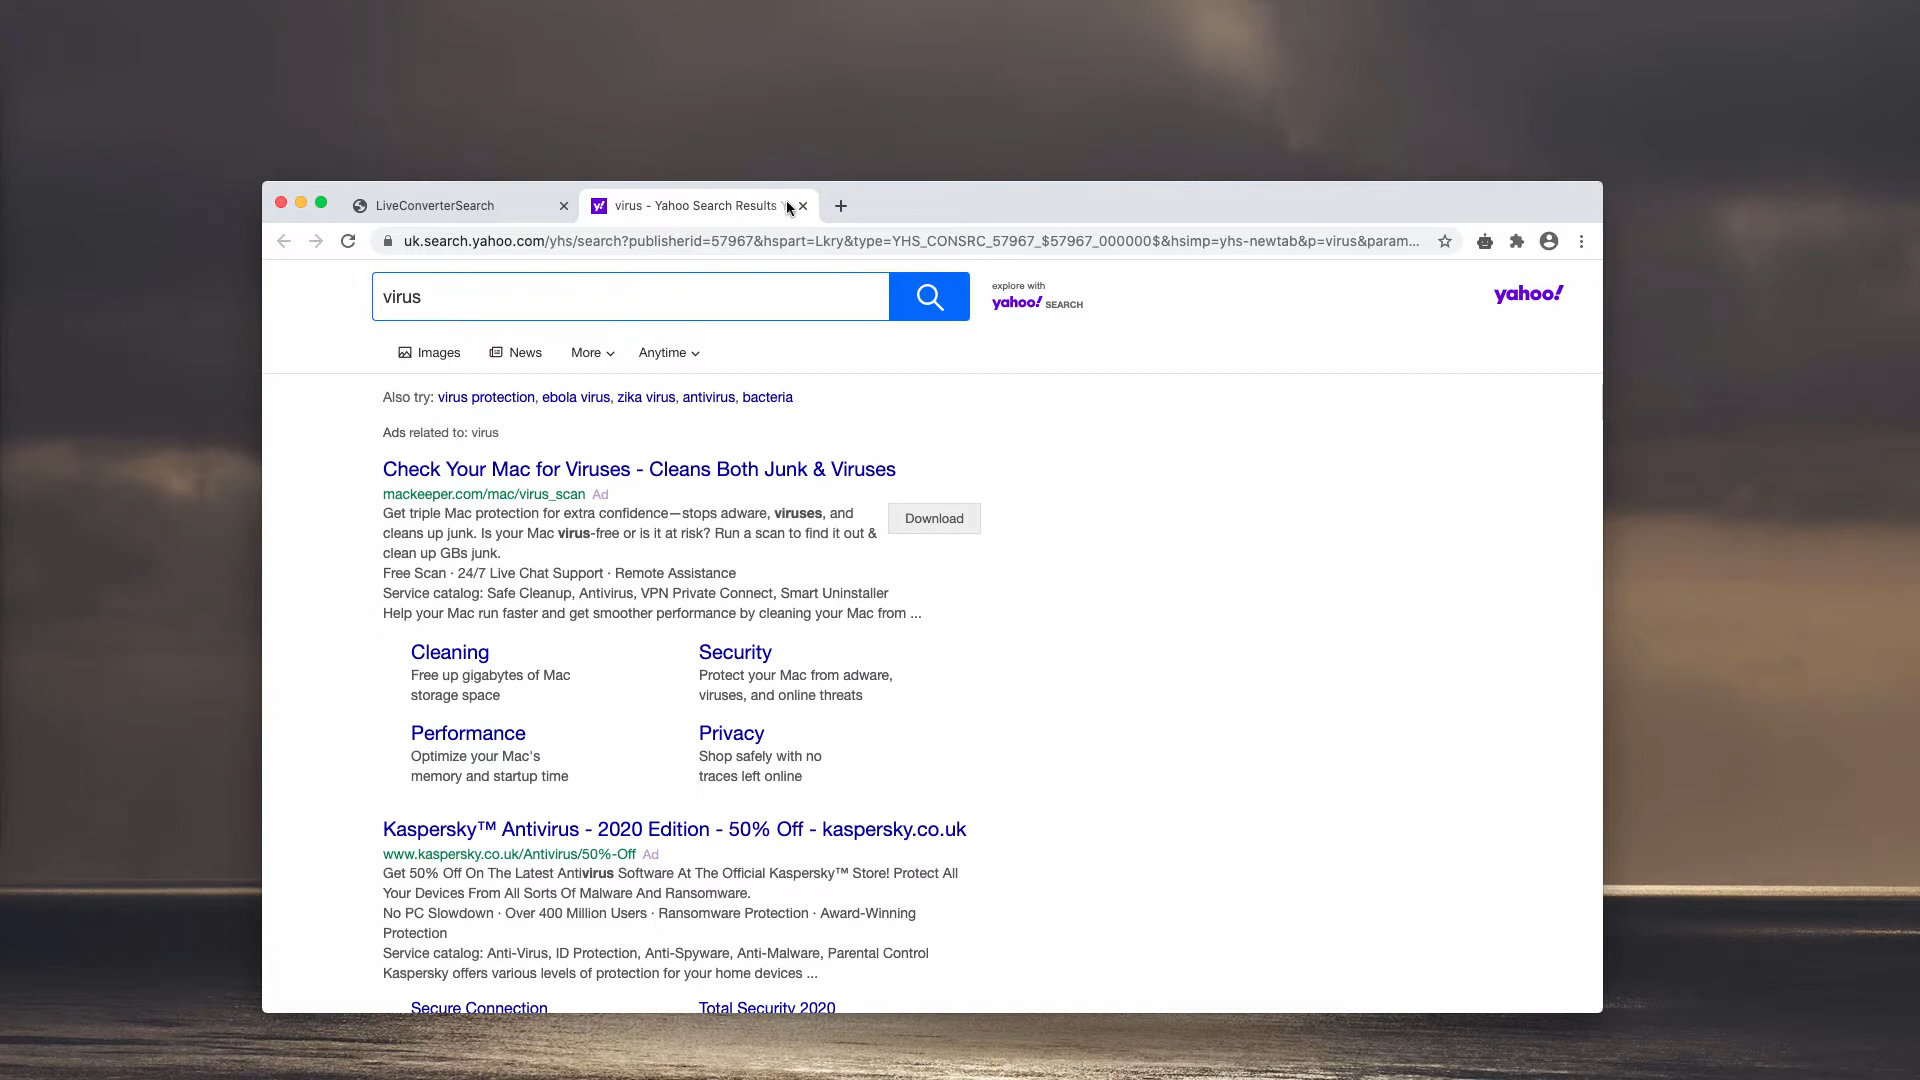 LiveConverterSearch
virus - Yahoo Search Results
uk.search.yahoo.com/yhs/search?publisherid=57967&hspart=Lkry&type=YHS_CONSRC_57967_$57967_000000$&hsimp=yhs-newtab&p=virus&param...
virus
explore with
yahoo! SEARCH
yahoo!
Images News More Anytime
Also try: virus protection, ebola virus, zika virus, antivirus, bacteria
Ads related to: virus
Check Your Mac for Viruses - Cleans Both Junk & Viruses
mackeeper.com/mac/virus_scan Ad
Get triple Mac protection for extra confidence—stops adware, viruses, and
cleans up junk. Is your Mac virus-free or is it at risk? Run a scan to find it out &
clean up GBs junk.
Download
Free Scan · 24/7 Live Chat Support · Remote Assistance
Service catalog: Safe Cleanup, Antivirus, VPN Private Connect, Smart Uninstaller
Help your Mac run faster and get smoother performance by cleaning your Mac from ...
Cleaning
Free up gigabytes of Mac
storage space
Security
Protect your Mac from adware,
viruses, and online threats
Performance
Optimize your Mac's
memory and startup time
Privacy
Shop safely with no
traces left online
Kaspersky™ Antivirus - 2020 Edition - 50% Off - kaspersky.co.uk
www.kaspersky.co.uk/Antivirus/50%-Off Ad
Get 50% Off On The Latest Antivirus Software At The Official Kaspersky™ Store! Protect All
Your Devices From All Sorts Of Malware And Ransomware.
No PC Slowdown · Over 400 Million Users · Ransomware Protection · Award-Winning
Protection
Service catalog: Anti-Virus, ID Protection, Anti-Spyware, Anti-Malware, Parental Control
Kaspersky offers various levels of protection for your home devices ...
Secure Connection
Total Security 2020